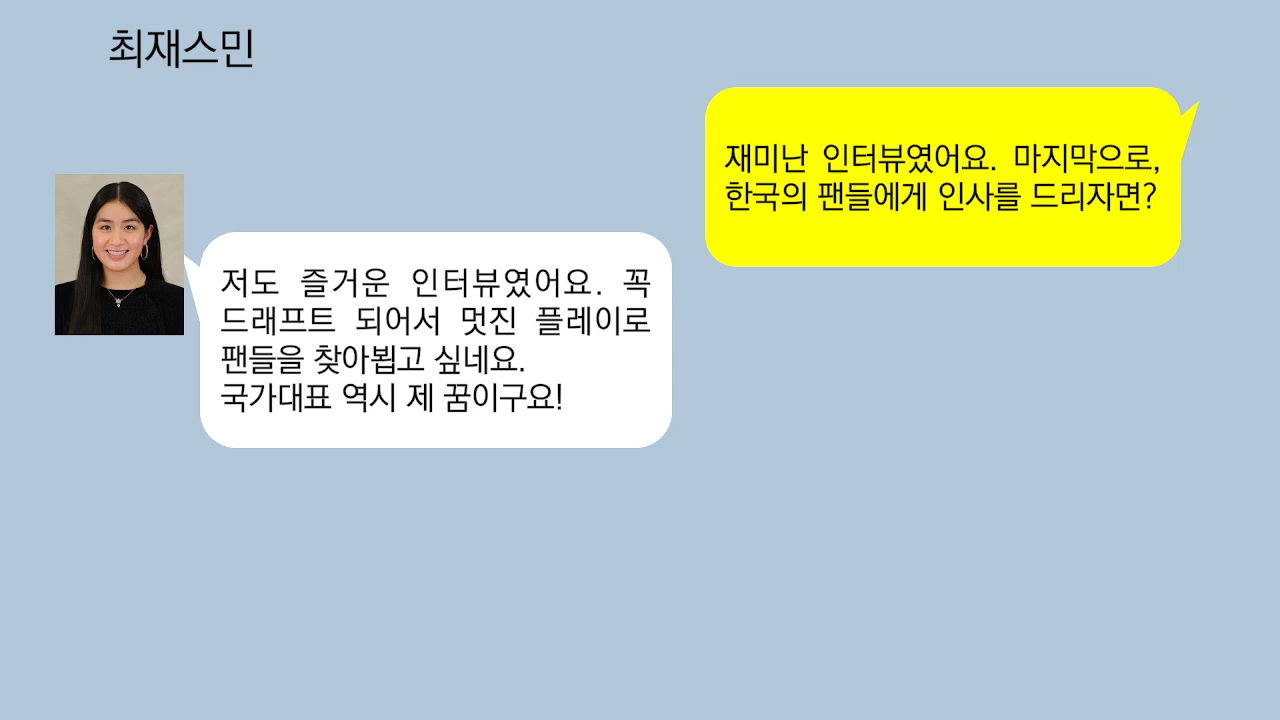 최재스민
재미난 인터뷰였어요. 마지막으로,
한국의 팬들에게 인사를 드리자면?
저도 즐거운 인터뷰였어요. 꼭
드래프트 되어서 멋진 플레이로
팬들을 찾아뵙고 싶네요.
국가대표 역시 제 꿈이구요!